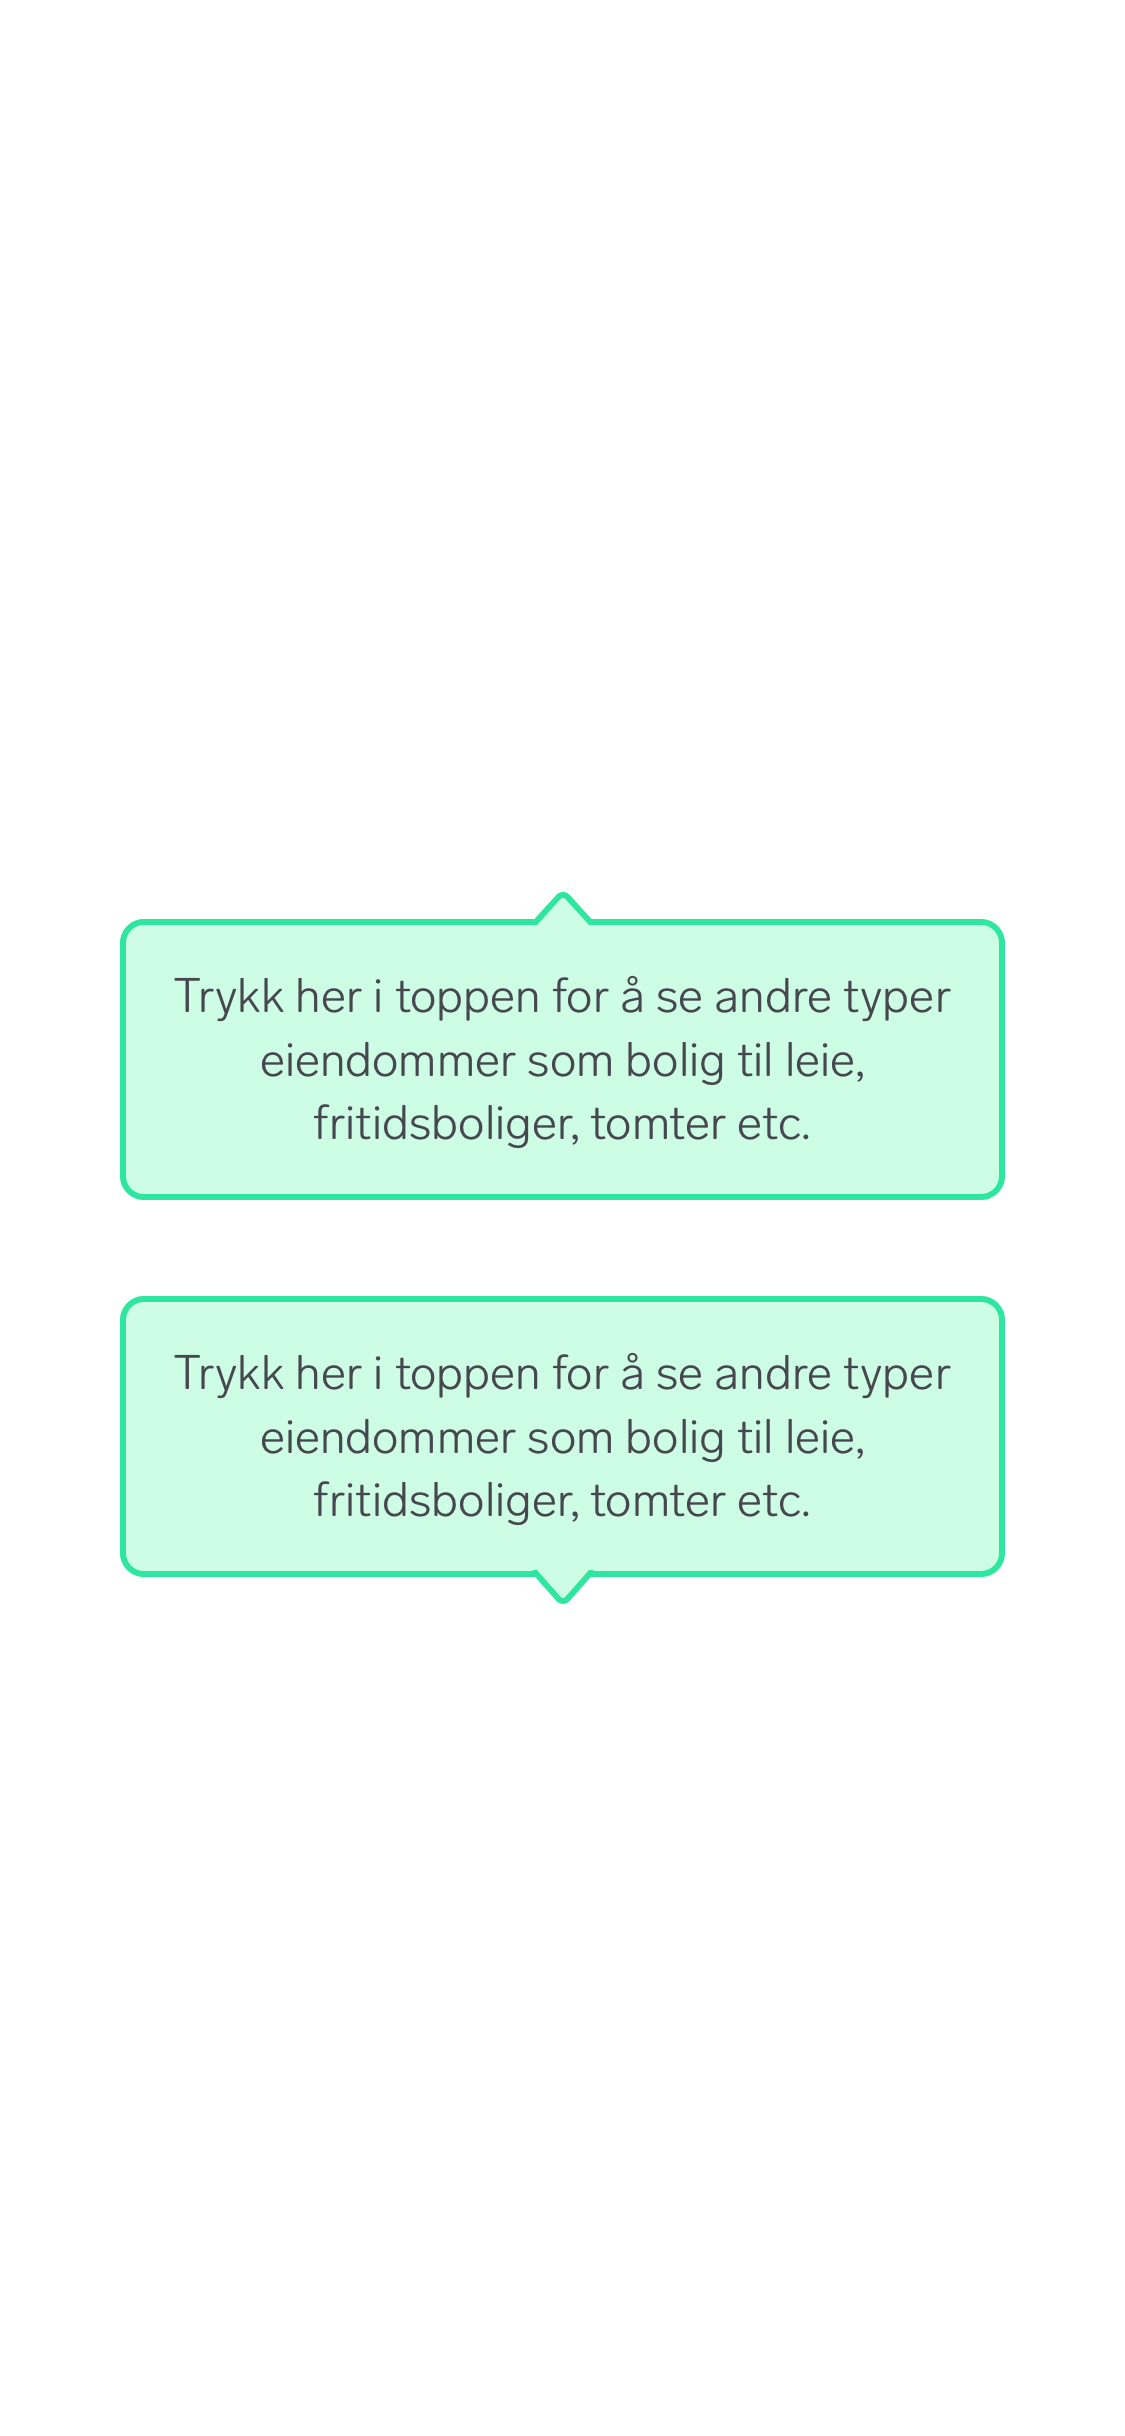 Trykk her i toppen for å se andre typer
eiendommer som bolig til leie,
fritidsboliger, tomter etc.
Trykk her i toppen for å se andre typer
eiendommer som bolig til leie,
fritidsboliger, tomter etc.